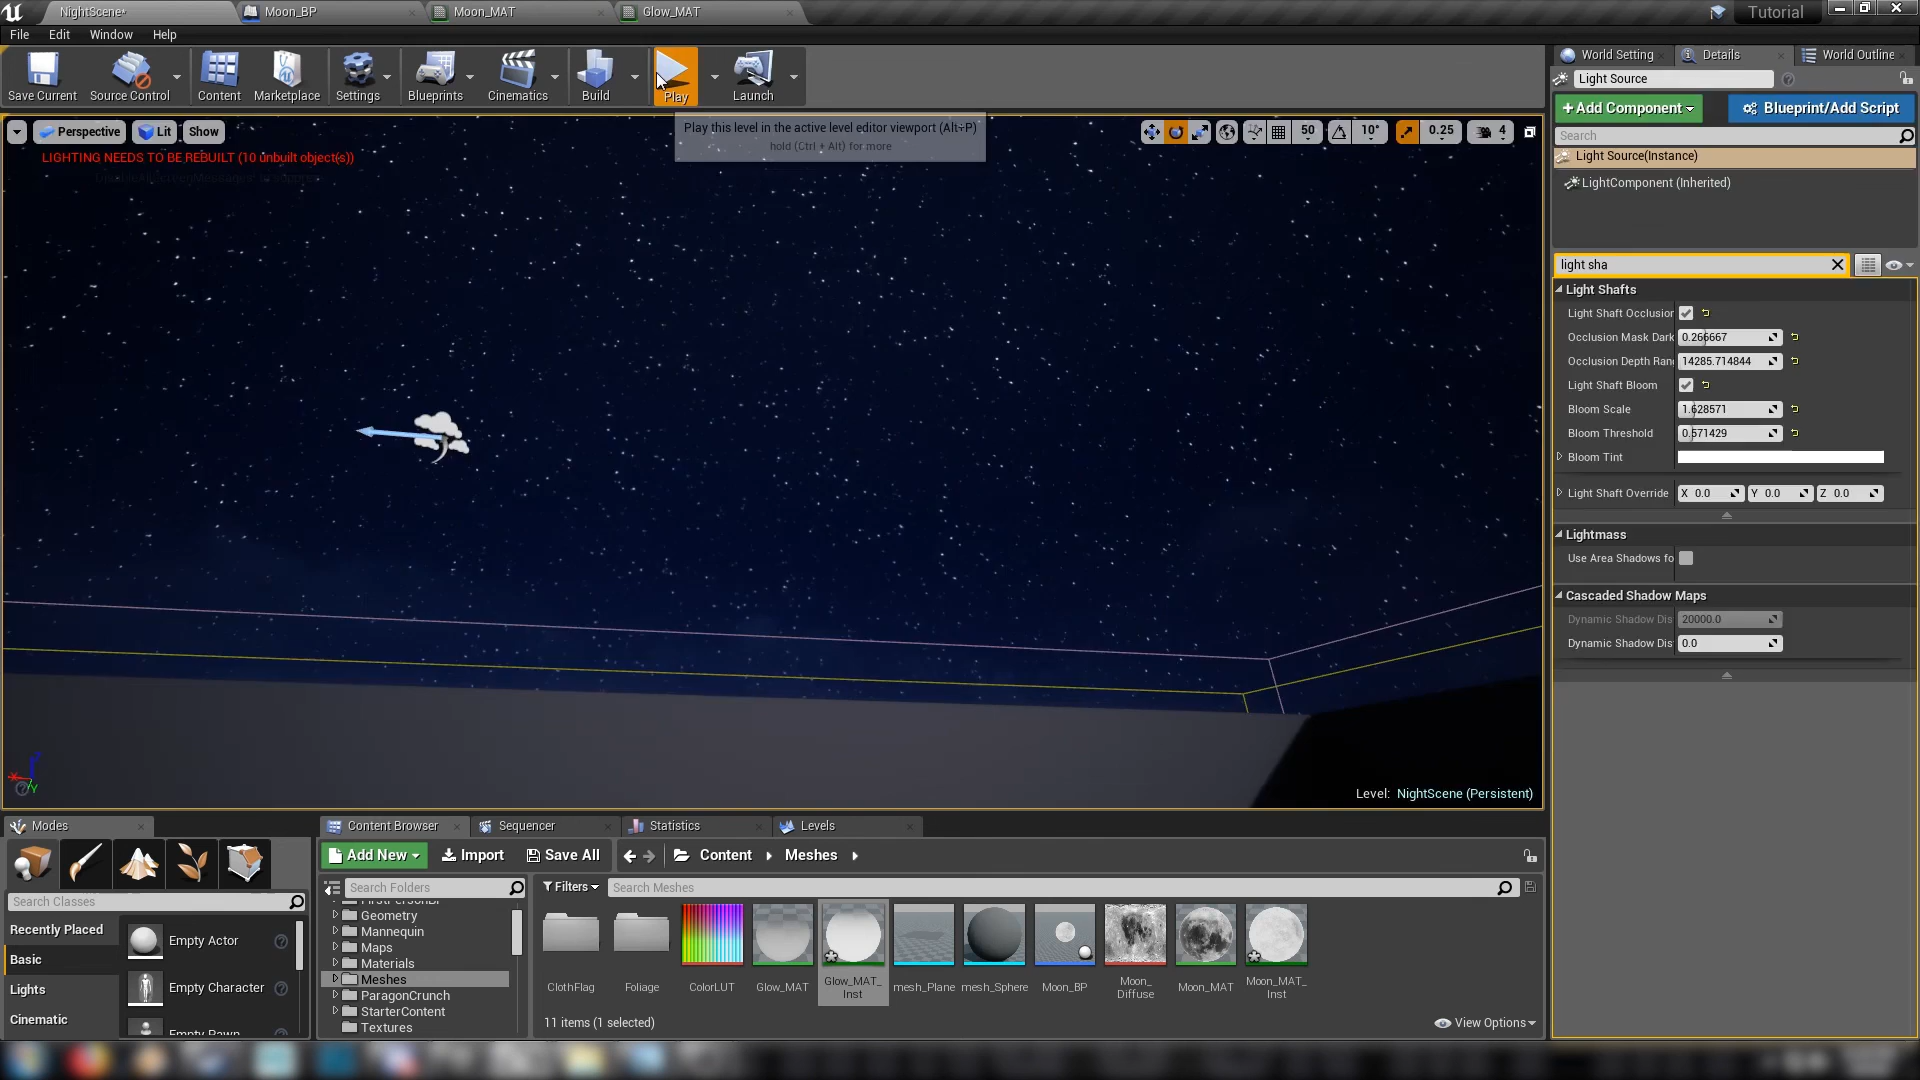 NightScene*
Moon_BP
Moon_MAT
Glow_MAT
Tutorial
File
Edit
Window
Help
Save Current
Source Control
Content
Marketplace
Settings
Blueprints
Cinematics
Build
Play
Launch
Play this level in the active level editor viewport (Alt+P)
hold (Ctrl + Alt) for more
Perspective
Lit
Show
50
10°
0.25
4
LIGHTING NEEDS TO BE REBUILT (10 unbuilt object(s))
Level: NightScene (Persistent)
World Setting
Details
World Outline
Light Source
+Add Component
Blueprint/Add Script
Search
Light Source(Instance)
LightComponent (Inherited)
light sha
Light Shafts
Light Shaft Occlusion
Occlusion Mask Dark
0.266667
Occlusion Depth Ran
14285.714844
Light Shaft Bloom
Bloom Scale
1.628571
Bloom Threshold
0.571429
Bloom Tint
Light Shaft Override
X 0.0
Y 0.0
Z 0.0
Lightmass
Use Area Shadows fo
Cascaded Shadow Maps
Dynamic Shadow Dis
20000.0
Dynamic Shadow Dis
0.0
Modes
Search Classes
Recently Placed
Basic
Lights
Cinematic
Empty Actor
Empty Character
Empty Pawn
Content Browser
Sequencer
Statistics
Levels
Add New
Import
Save All
Content
Meshes
Search Folders
Filters
Search Meshes
Geometry
Mannequin
Maps
Materials
Meshes
ParagonCrunch
StarterContent
Textures
ClothFlag
Foliage
ColorLUT
Glow_MAT
Glow_MAT_
Inst
mesh_Plane
mesh_Sphere
Moon_BP
Moon_
Diffuse
Moon_MAT
Moon_MAT_
Inst
11 items (1 selected)
View Options